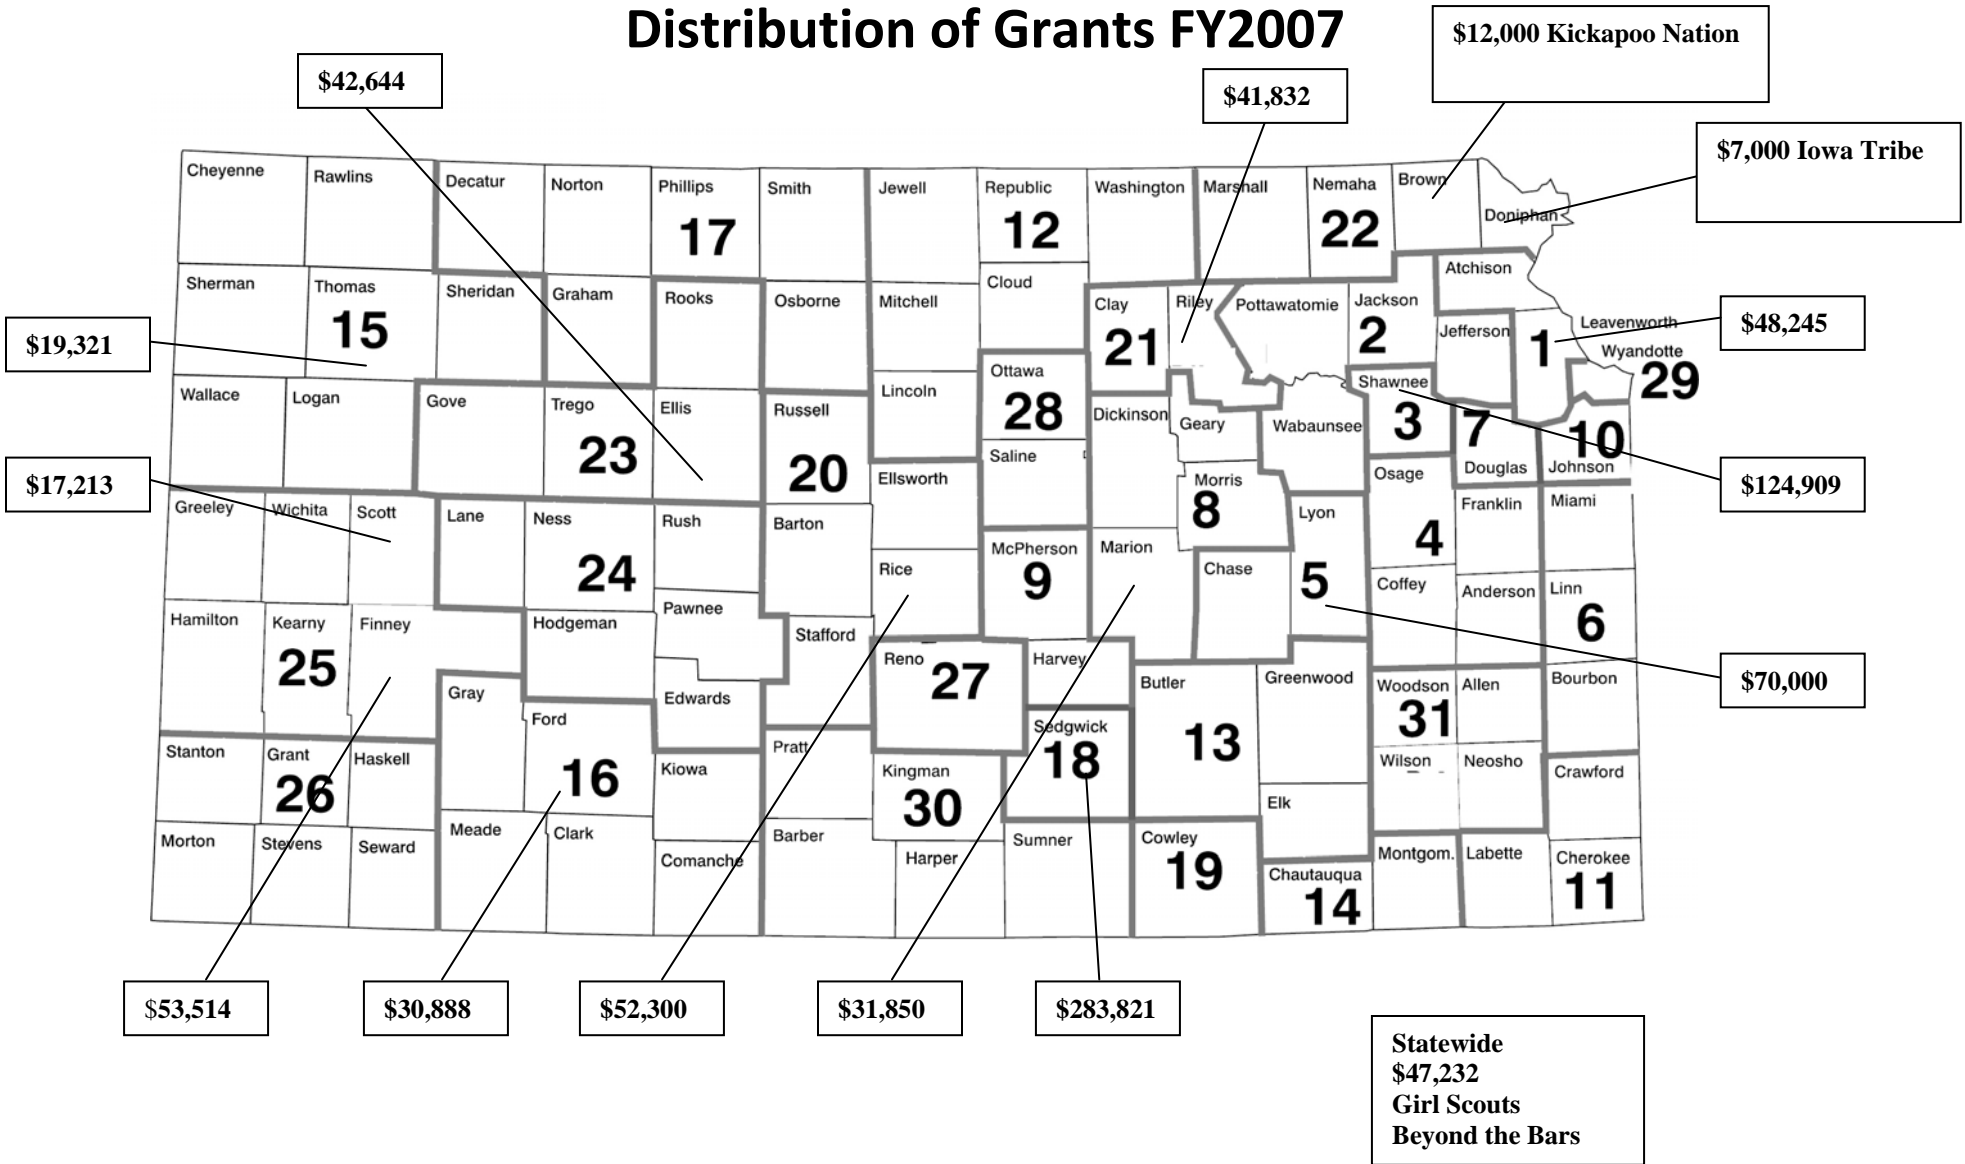 Distribution of Grants FY2007
$12,000 Kickapoo Nation
$42,644
$41,832
$7,000 Iowa Tribe
Cheyenne
Rawlins
Decatur
Norton
Phillips
17
Smith
Jewell
Republic
12
Washington
Marshall
Nemaha
22
Brown
Doniphan
Sherman
Thomas
15
Sheridan
Graham
Rooks
Osborne
Mitchell
Cloud
Clay
21
Riley
Pottawatomie
Jackson
2
Atchison
Jefferson
1
Leavenworth
Wyandotte
29
$19,321
$48,245
Wallace
Logan
Gove
Trego
23
Ellis
Russell
20
Lincoln
Ottawa
28
Saline
Dickinson
Geary
Wabaunsee
Shawnee
3
7
Douglas
10
Johnson
$17,213
$124,909
Greeley
Wichita
Scott
Lane
Ness
24
Rush
Barton
Ellsworth
Rice
McPherson
9
Marion
Morris
8
Chase
Lyon
5
Osage
4
Franklin
Miami
Coffey
Anderson
Linn
6
Hamilton
Kearny
25
Finney
Hodgeman
Pawnee
Stafford
Edwards
Reno
27
Harvey
Butler
13
Greenwood
Woodson
31
Allen
Bourbon
$70,000
Gray
Ford
16
Stanton
Grant
26
Haskell
Kiowa
Pratt
Kingman
30
Sedgwick
18
Elk
Wilson
Neosho
Crawford
Morton
Stevens
Seward
Meade
Clark
Comanche
Barber
Harper
Sumner
Cowley
19
Chautauqua
14
Montgom.
Labette
Cherokee
11
$53,514
$30,888
$52,300
$31,850
$283,821
Statewide
$47,232
Girl Scouts
Beyond the Bars